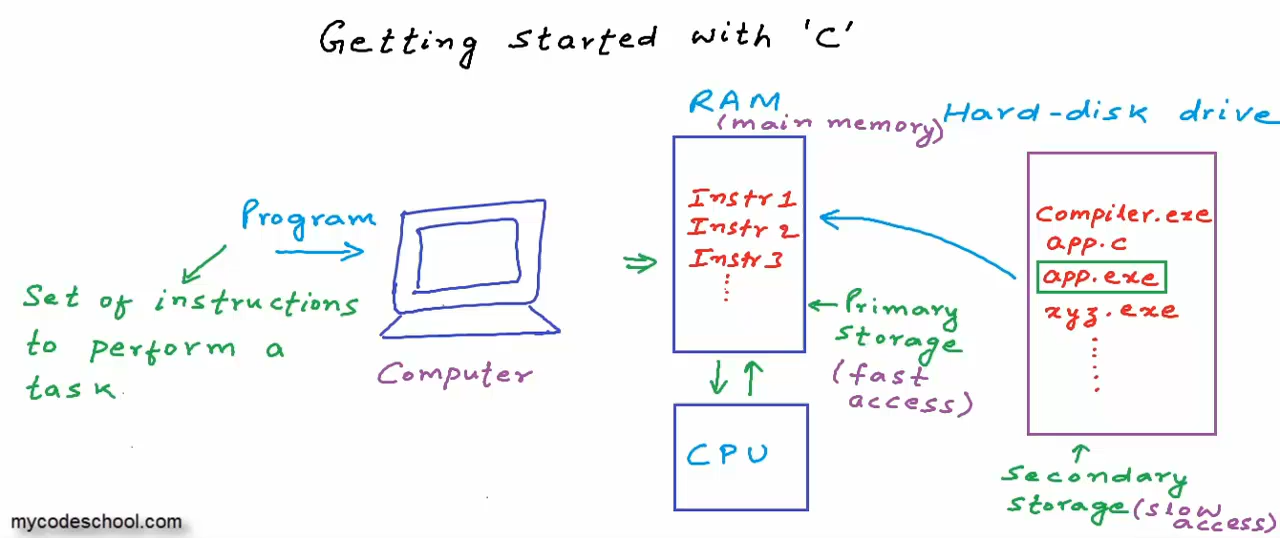 Getting started with 'C'
RAM
(main memory)
Hard-disk drive
Program
Set of instructions
to perform a
task
Computer
Instr 1
Instr 2
Instr 3
Primary
storage
(fast
access)
CPU
Compiler.exe
app.c
app.exe
xyz.exe
Secondary
storage (slow
access)
mycodeschool.com